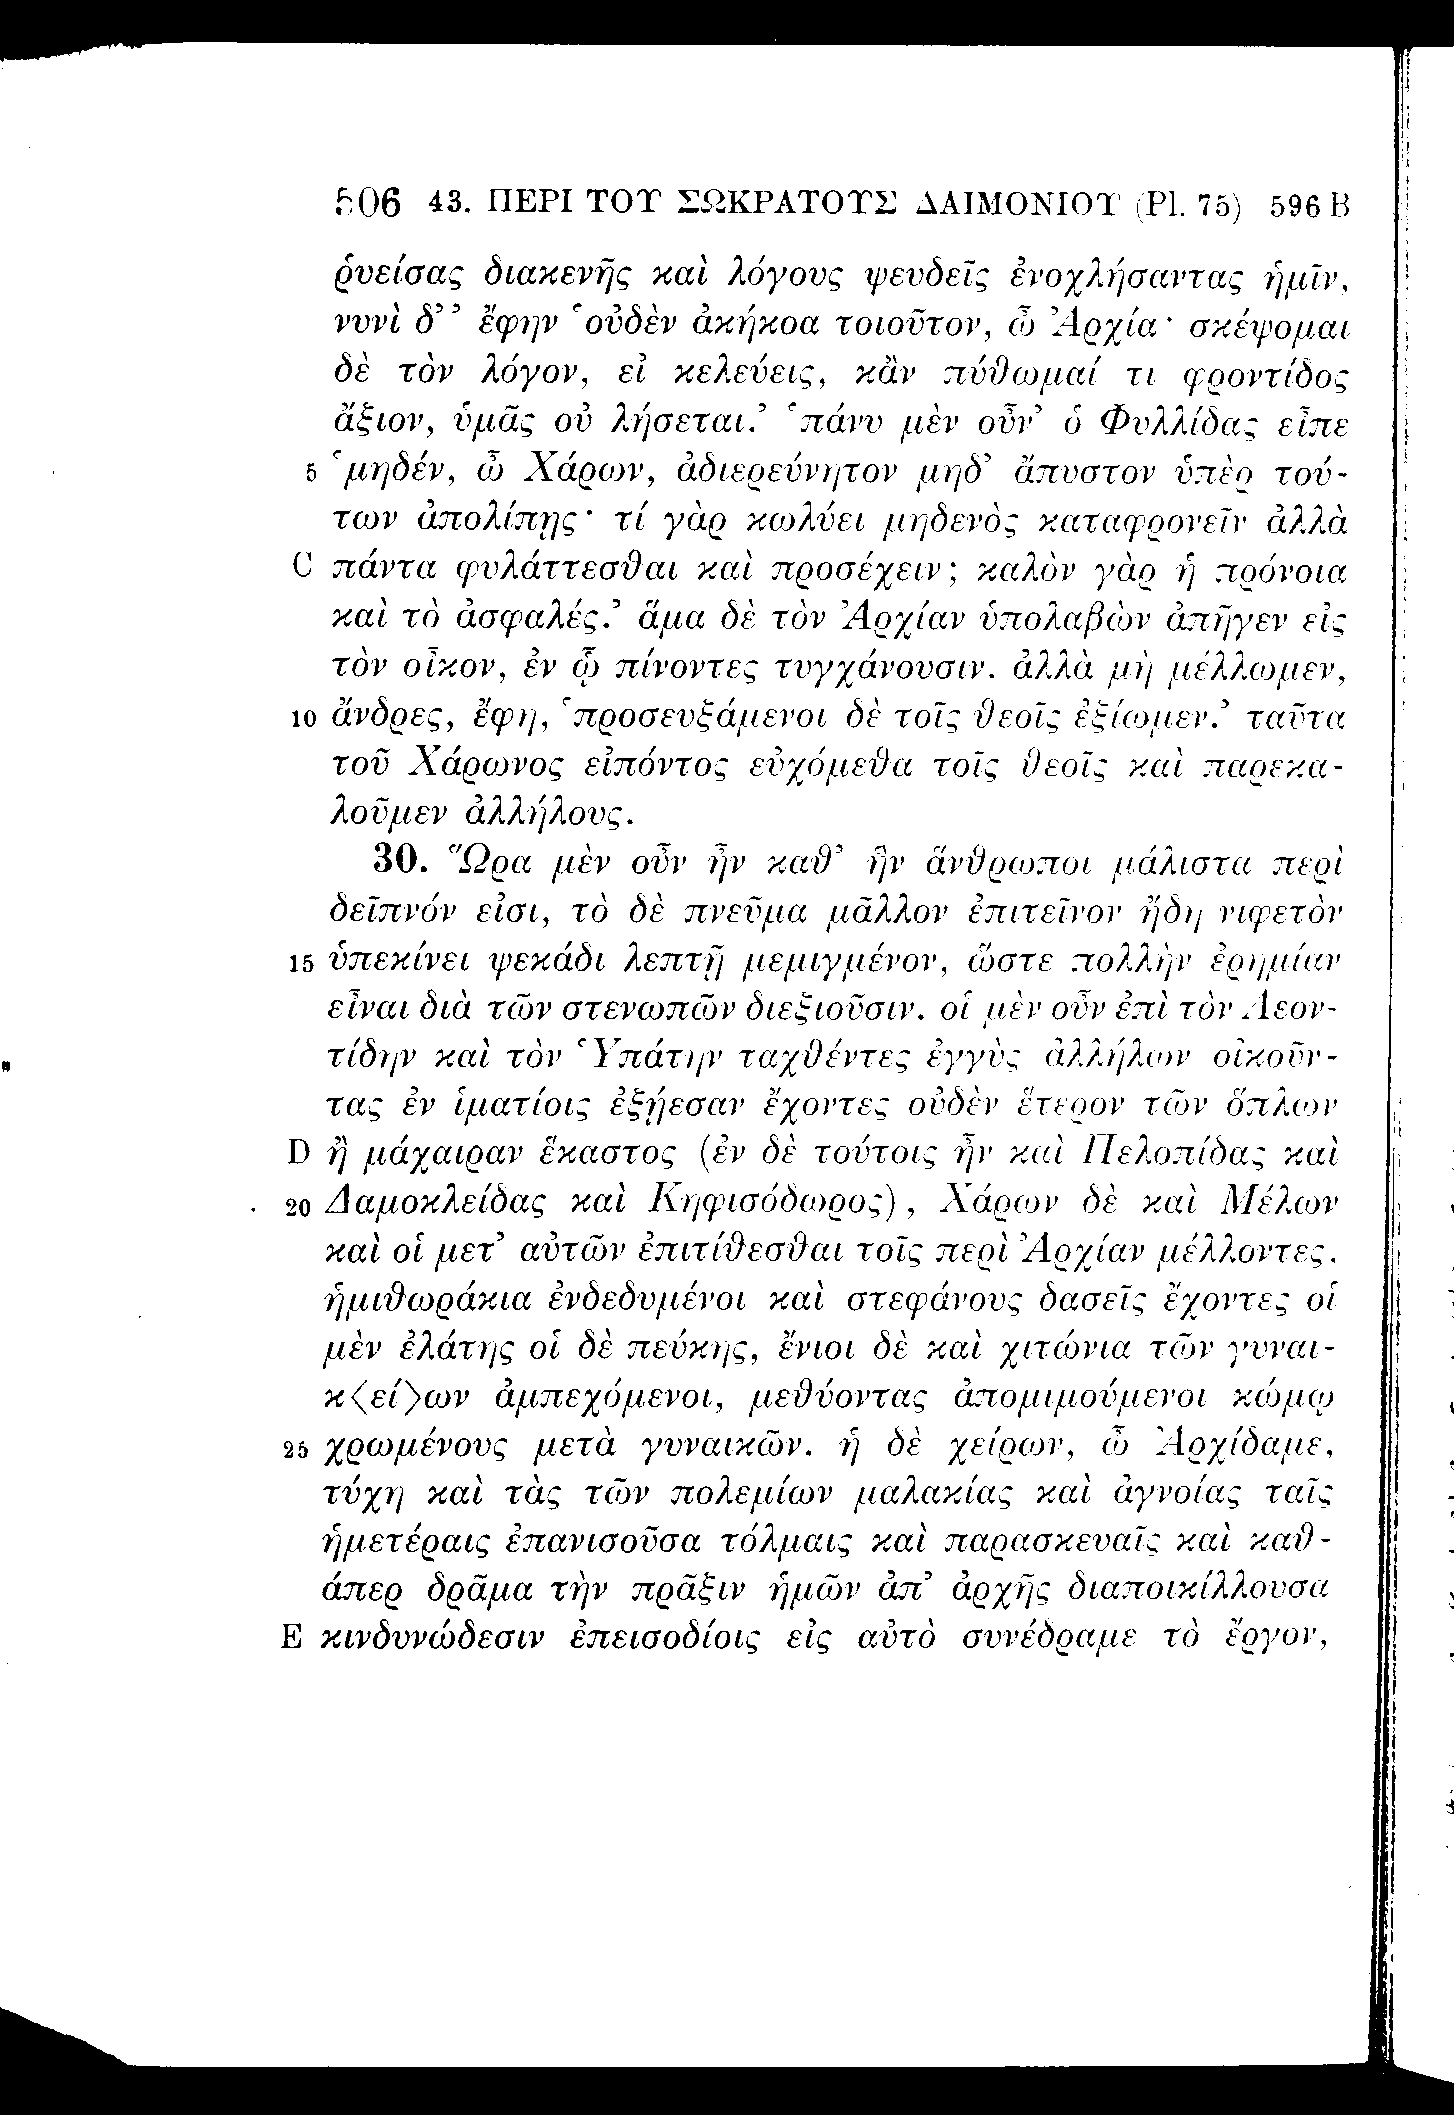 506 43. ΠΕΡΙ ΤΟΥ ΣΩΚΡΑΤΟΥΣ ΔΑΙΜΟΝΙΟΥ (Pl. 75) 596 B
ῥυείσας διακενῆς καὶ λόγους ψευδεῖς ἐνοχλήσαντας ἡμῖν,
νυνὶ δ’ ’ ἔφην ‘οὐδὲν ἀκήκοα τοιοῦτον, ὦ Ἀρχία· σκέψομαι
δὲ τὸν λόγον, εἰ κελεύεις, κἂν πύθωμαί τι φροντίδος
ἄξιον, ὑμᾶς οὐ λήσεται.’ ‘πάνυ μὲν οὖν’ ὁ Φυλλίδας εἶπε
5 ‘μηδέν, ὦ Χάρων, ἀδιερεύνητον μηδ’ ἄπυστον ὑπὲρ τού-
των ἀπολίπῃς· τί γὰρ κωλύει μηδενὸς καταφρονεῖν ἀλλὰ
C πάντα φυλάττεσθαι καὶ προσέχειν; καλὸν γὰρ ἡ πρόνοια
καὶ τὸ ἀσφαλές.’ ἅμα δὲ τὸν Ἀρχίαν ὑπολαβὼν ἀπῆγεν εἰς
τὸν οἶκον, ἐν ᾧ πίνοντες τυγχάνουσιν. ἀλλὰ μὴ μέλλωμεν,
10 ἄνδρες, ἔφη, ‘προσευξάμενοι δὲ τοῖς θεοῖς ἐξίωμεν.’ ταῦτα
τοῦ Χάρωνος εἰπόντος εὐχόμεθα τοῖς θεοῖς καὶ παρεκα-
λοῦμεν ἀλλήλους.
30. Ὥρα μὲν οὖν ἦν καθ’ ἣν ἄνθρωποι μάλιστα περὶ
δεῖπνόν εἰσι, τὸ δὲ πνεῦμα μᾶλλον ἐπιτεῖνον ἤδη νιφετὸν
15 ὑπεκίνει ψεκάδι λεπτῇ μεμιγμένον, ὥστε πολλὴν ἐρημίαν
εἶναι διὰ τῶν στενωπῶν διεξιοῦσιν. οἱ μὲν οὖν ἐπὶ τὸν Λεον-
τίδην καὶ τὸν Ὑπάτην ταχθέντες ἐγγὺς ἀλλήλων οἰκοῦν-
τας ἐν ἱματίοις ἐξῄεσαν ἔχοντες οὐδὲν ἕτερον τῶν ὅπλων
D ἢ μάχαιραν ἕκαστος (ἐν δὲ τούτοις ἦν καὶ Πελοπίδας καὶ
20 Δαμοκλείδας καὶ Κηφισόδωρος), Χάρων δὲ καὶ Μέλων
καὶ οἱ μετ’ αὐτῶν ἐπιτίθεσθαι τοῖς περὶ Ἀρχίαν μέλλοντες,
ἡμιθωράκια ἐνδεδυμένοι καὶ στεφάνους δασεῖς ἔχοντες οἱ
μὲν ἐλάτης οἱ δὲ πεύκης, ἔνιοι δὲ καὶ χιτώνια τῶν γυναι-
κ〈εί〉ων ἀμπεχόμενοι, μεθύοντας ἀπομιμούμενοι κώμῳ
25 χρωμένους μετὰ γυναικῶν. ἡ δὲ χείρων, ὦ Ἀρχίδαμε,
τύχη καὶ τὰς τῶν πολεμίων μαλακίας καὶ ἀγνοίας ταῖς
ἡμετέραις ἐπανισοῦσα τόλμαις καὶ παρασκευαῖς καὶ καθ-
άπερ δρᾶμα τὴν πρᾶξιν ἡμῶν ἀπ’ ἀρχῆς διαποικίλλουσα
E κινδυνώδεσιν ἐπεισοδίοις εἰς αὐτὸ συνέδραμε τὸ ἔργον,